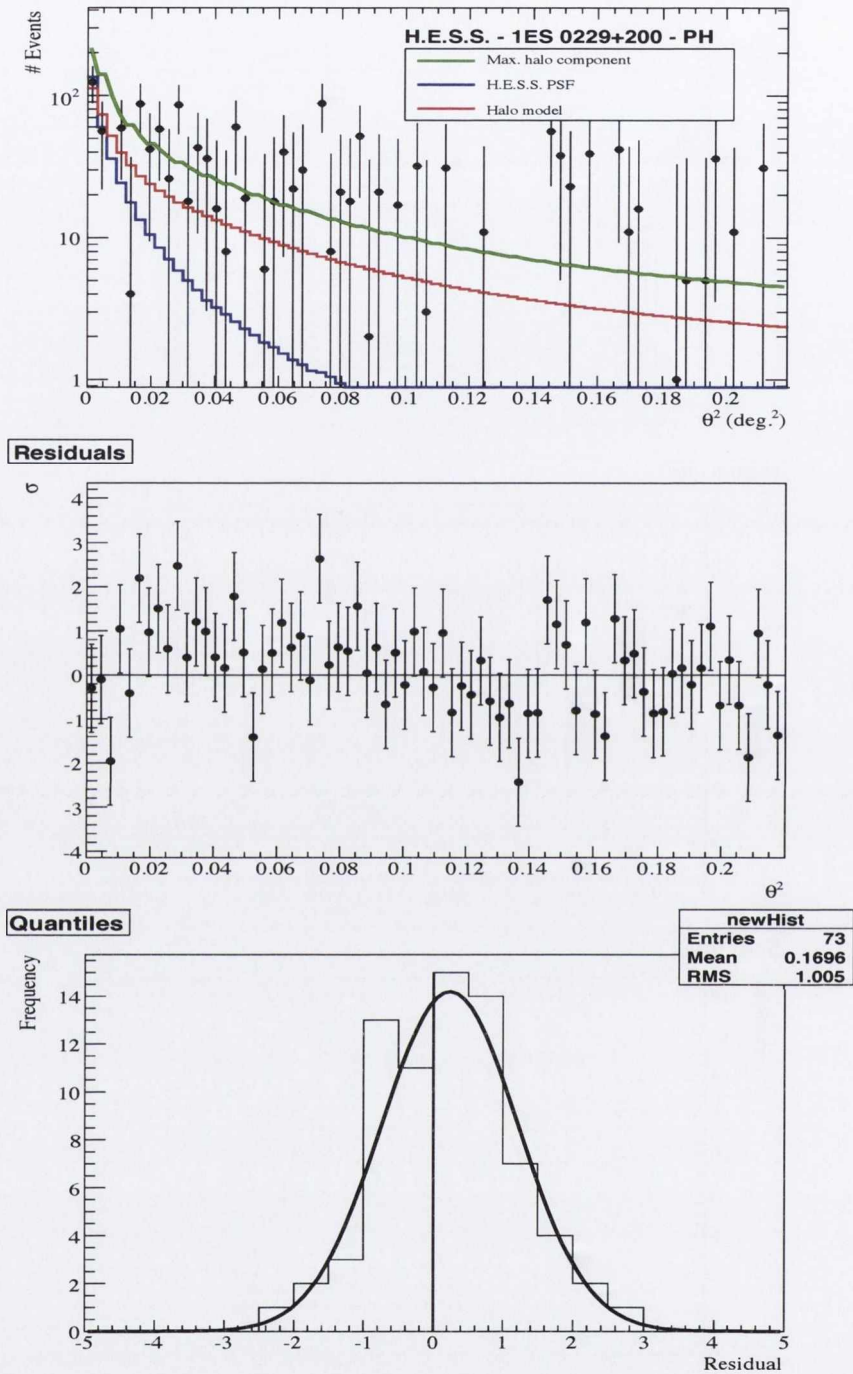 H.E.S.S. - 1ES 0229+200 - PH
# Events
Max. halo component
H.E.S.S. PSF
Halo model
10²
10
1
0 0.02 0.04 0.06 0.08 0.1 0.12 0.14 0.16 0.18 0.2
θ² (deg.²)
Residuals
σ
4
3
2
1
0
-1
-2
-3
-4
0 0.02 0.04 0.06 0.08 0.1 0.12 0.14 0.16 0.18 0.2
θ²
Quantiles
newHist
Entries 73
Mean 0.1696
RMS 1.005
Frequency
14
12
10
8
6
4
2
0
-5 -4 -3 -2 -1 0 1 2 3 4 5
Residual